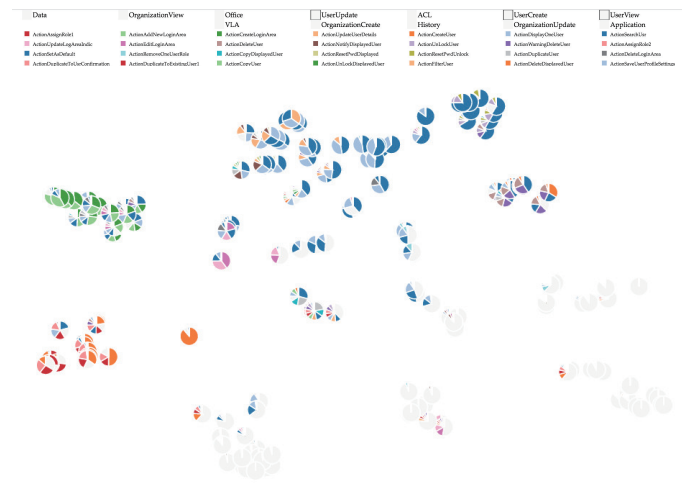 Data OrganizationView Office UserUpdate ACL UserCreate UserView
VLA OrganizationCreate History OrganizationUpdate Application
ActionAssignRole1 ActionAddNewLoginArea ActionCreateLoginArea ActionUpdateUserDetails ActionCreateUser ActionDisplayOneUser ActionSearchUsr
ActionUpdateLogAreaIndic ActionEditLoginArea ActionDeleteUser ActionNotifyDisplayedUser ActionUnLockUser ActionWarningDeleteUser ActionAssignRole2
ActionSetAsDefault ActionRemoveOneUserRole ActionCopyDisplayedUser ActionResetPwdDisplayed ActionResetPwdUnlock ActionDuplicateUser ActionDeleteLoginArea
ActionDuplicateToUseConfirmation ActionDuplicateToExistingUser1 ActionCopyUser ActionUnLockDisplayedUser ActionFilterUser ActionDeleteDisplayedUser ActionSaveUserProfileSettings